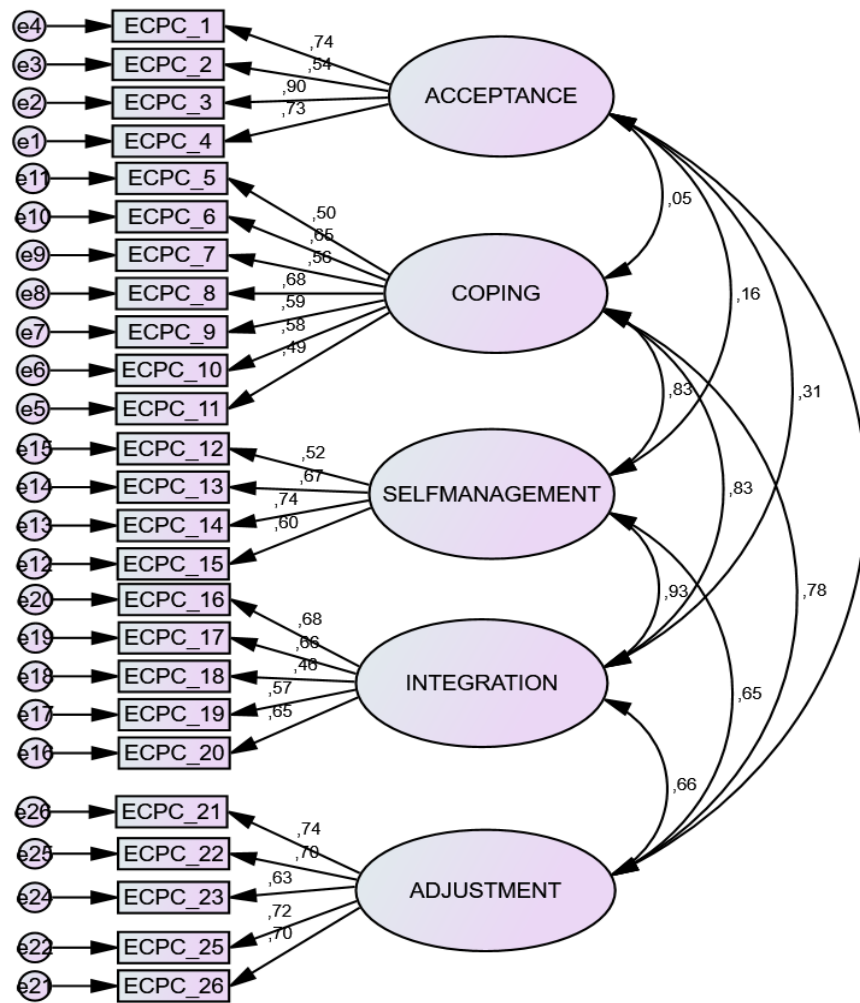 e4 ECPC_1
,74
e3 ECPC_2
,54
e2 ECPC_3
,90
e1 ECPC_4
,73
ACCEPTANCE
e11 ECPC_5
,50
e10 ECPC_6
,65
e9 ECPC_7
,56
e8 ECPC_8
,68
e7 ECPC_9
,59
e6 ECPC_10
,58
e5 ECPC_11
,49
COPING
,05
e15 ECPC_12
,52
e14 ECPC_13
,67
e13 ECPC_14
,74
e12 ECPC_15
,60
SELFMANAGEMENT
,16
,83
,31
e20 ECPC_16
,68
e19 ECPC_17
,66
e18 ECPC_18
e17 ECPC_19
,57
e16 ECPC_20
,65
INTEGRATION
,83
,93
,78
,65
e26 ECPC_21
,74
e25 ECPC_22
,70
e24 ECPC_23
,63
e22 ECPC_25
,72
e21 ECPC_26
,70
ADJUSTMENT
,66